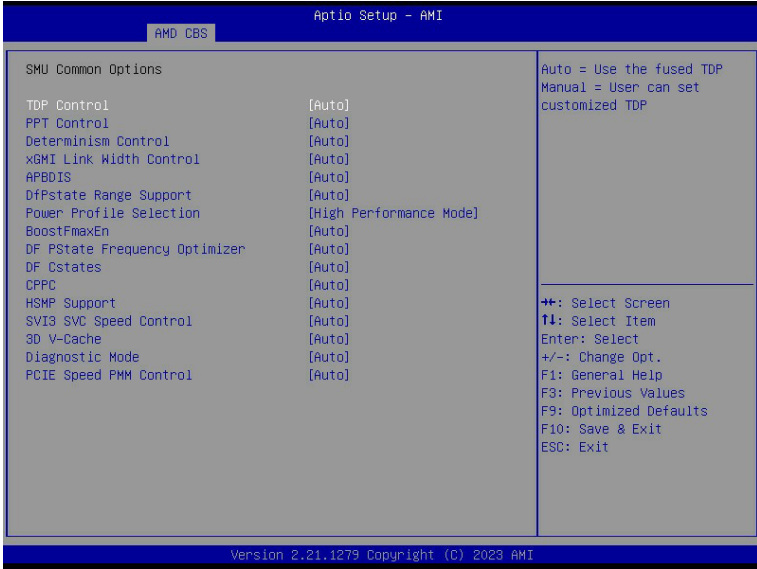 Aptio Setup – AMI
AMD CBS
SMU Common Options
TDP Control [Auto]
PPT Control [Auto]
Determinism Control [Auto]
xGMI Link Width Control [Auto]
APBDIS [Auto]
DfPstate Range Support [Auto]
Power Profile Selection [High Performance Mode]
BoostFmaxEn [Auto]
DF PState Frequency Optimizer [Auto]
DF Cstates [Auto]
CPPC [Auto]
HSMP Support [Auto]
SVI3 SVC Speed Control [Auto]
3D V-Cache [Auto]
Diagnostic Mode [Auto]
PCIE Speed PMM Control [Auto]
Auto = Use the fused TDP
Manual = User can set
customized TDP
→←: Select Screen
↑↓: Select Item
Enter: Select
+/-: Change Opt.
F1: General Help
F3: Previous Values
F9: Optimized Defaults
F10: Save & Exit
ESC: Exit
Version 2.21.1279 Copyright (C) 2023 AMI